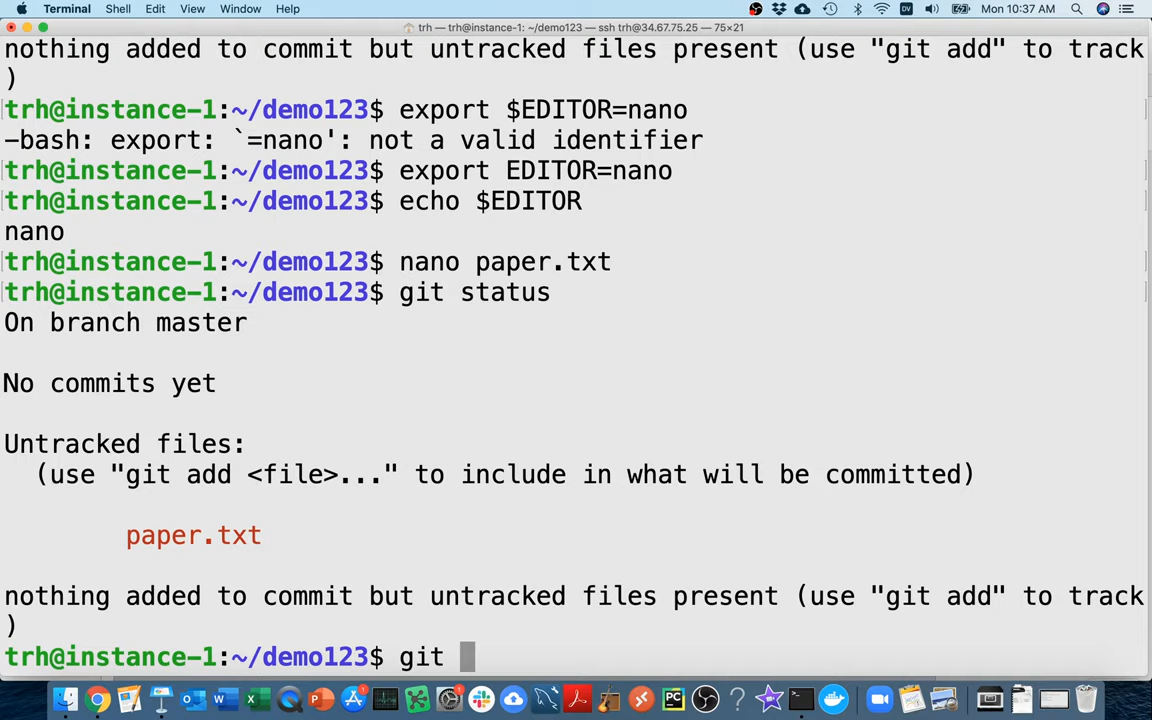 Terminal Shell Edit View Window Help DV Mon 10:37 AM
trh — trh@instance-1: ~/demo123 — ssh trh@34.67.75.25 — 75×21
nothing added to commit but untracked files present (use "git add" to track
)
trh@instance-1:~/demo123$ export $EDITOR=nano
-bash: export: `=nano': not a valid identifier
trh@instance-1:~/demo123$ export EDITOR=nano
trh@instance-1:~/demo123$ echo $EDITOR
nano
trh@instance-1:~/demo123$ nano paper.txt
trh@instance-1:~/demo123$ git status
On branch master
No commits yet
Untracked files:
(use "git add <file>..." to include in what will be committed)
paper.txt
nothing added to commit but untracked files present (use "git add" to track
)
trh@instance-1:~/demo123$ git